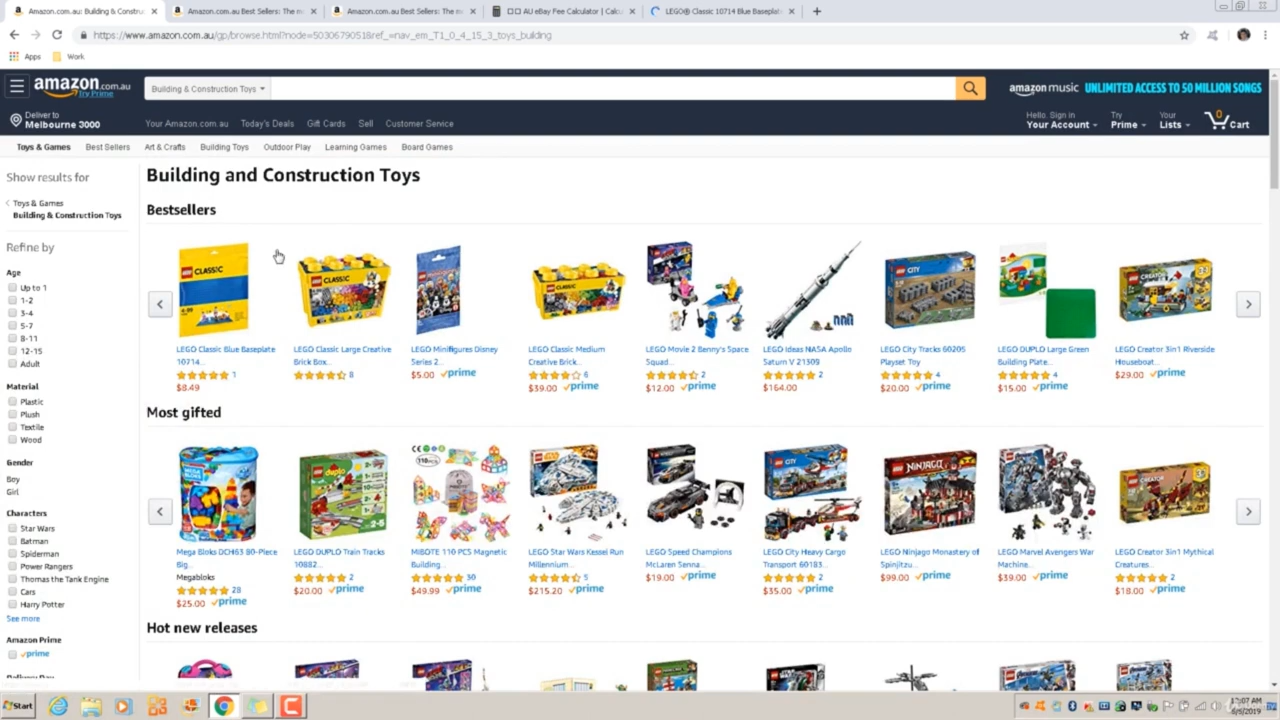 Amazon.com.au: Building & Constru
Amazon.com.au Best Sellers: The m
Amazon.com.au Best Sellers: The m
AU eBay Fee Calculator | Calc
LEGO® Classic 10714 Blue Baseplat
https://www.amazon.com.au/gp/browse.html?node=5030679051&ref_=nav_em_T1_0_4_15_3_toys_building
Apps Work
amazon.com.au
Try Prime
Building & Construction Toys
amazon music UNLIMITED ACCESS TO 50 MILLION SONGS
Deliver to
Melbourne 3000
Your Amazon.com.au Today's Deals Gift Cards Sell Customer Service
Hello. Sign in
Your Account
Try
Prime
Your
Lists
0
Cart
Toys & Games Best Sellers Art & Crafts Building Toys Outdoor Play Learning Games Board Games
Show results for
Toys & Games
Building & Construction Toys
Refine by
Age
Up to 1
1-2
3-4
5-7
8-11
12-15
Adult
Material
Plastic
Plush
Textile
Wood
Gender
Boy
Girl
Characters
Star Wars
Batman
Spiderman
Power Rangers
Thomas the Tank Engine
Cars
Harry Potter
See more
Amazon Prime
prime
Building and Construction Toys
Bestsellers
LEGO Classic Blue Baseplate
10714...
1
$8.49
LEGO Classic Large Creative
Brick Box...
8
LEGO Minifigures Disney
Series 2...
$5.00 prime
LEGO Classic Medium
Creative Brick...
6
$39.00 prime
LEGO Movie 2 Benny's Space
Squad...
2
$12.00 prime
LEGO Ideas NASA Apollo
Saturn V 21309
2
$164.00
LEGO City Tracks 60205
Playset Toy
4
$20.00 prime
LEGO DUPLO Large Green
Building Plate...
4
$15.00 prime
LEGO Creator 3in1 Riverside
Houseboat...
$29.00 prime
Most gifted
Mega Bloks DCH63 80-Piece
Big...
Megabloks
28
$25.00 prime
LEGO DUPLO Train Tracks
10882...
2
$20.00 prime
MIBOTE 110 PCS Magnetic
Building...
30
$49.99 prime
LEGO Star Wars Kessel Run
Millennium...
5
$215.20 prime
LEGO Speed Champions
McLaren Senna...
$19.00 prime
LEGO City Heavy Cargo
Transport 60183...
2
$35.00 prime
LEGO Ninjago Monastery of
Spinjitzu...
$99.00 prime
LEGO Marvel Avengers War
Machine...
$39.00 prime
LEGO Creator 3in1 Mythical
Creatures...
2
$18.00 prime
Hot new releases
Start